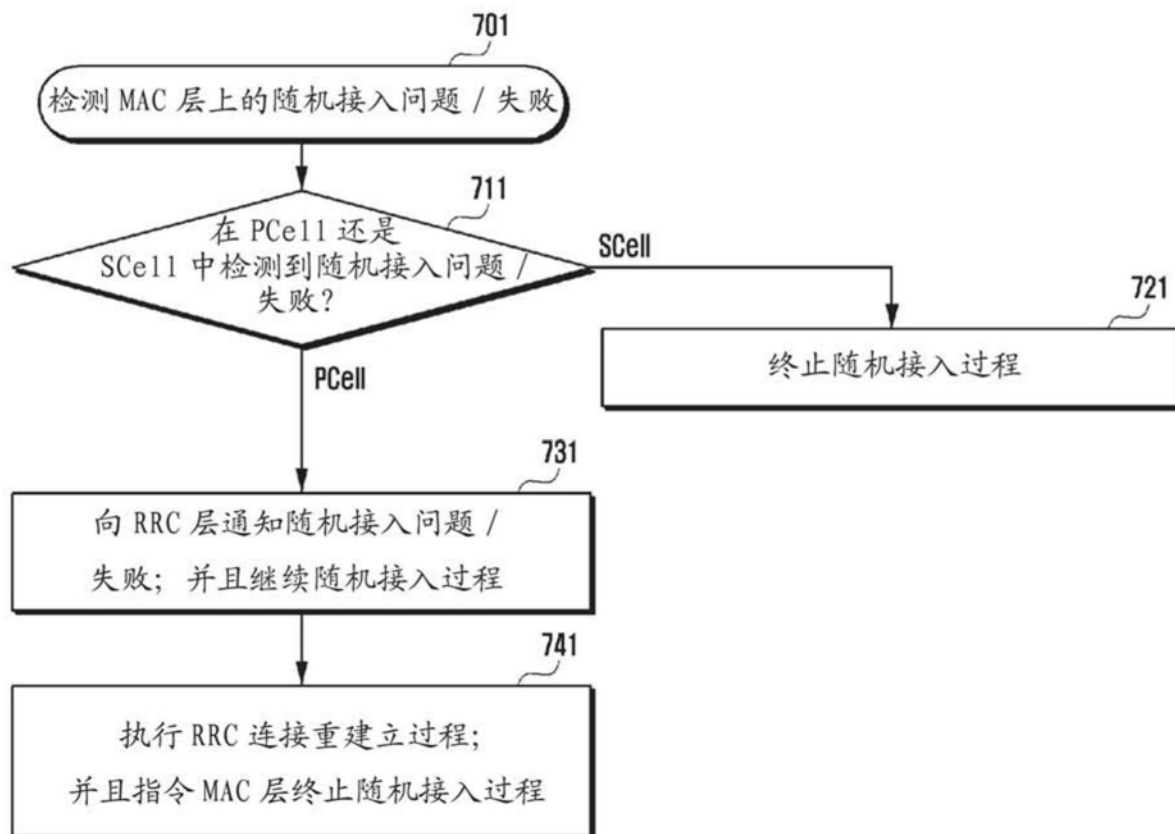 701
检测 MAC 层上的随机接入问题 / 失败
711
在 PCell 还是
SCell 中检测到随机接入问题 /
失败?
SCell
721
终止随机接入过程
PCell
731
向 RRC 层通知随机接入问题 /
失败; 并且继续随机接入过程
741
执行 RRC 连接重建立过程;
并且指令 MAC 层终止随机接入过程